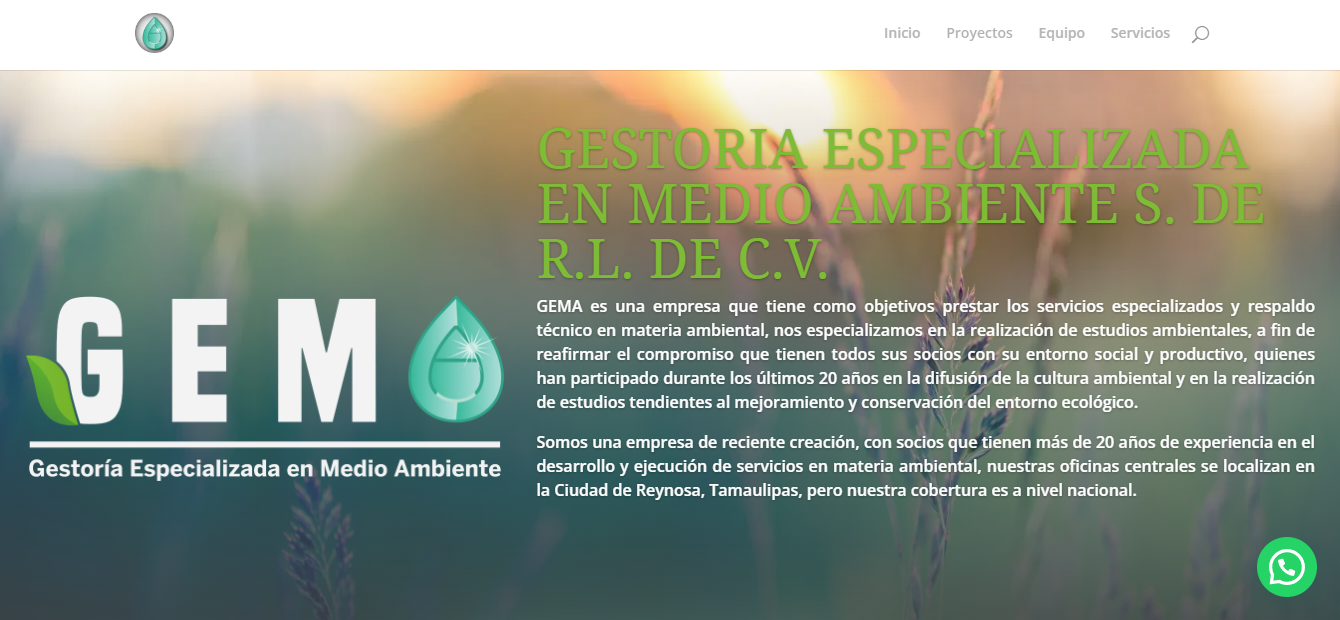 Inicio Proyectos Equipo Servicios
GESTORIA ESPECIALIZADA
EN MEDIO AMBIENTE S. DE
R.L. DE C.V.
GEMA es una empresa que tiene como objetivos prestar los servicios especializados y respaldo
técnico en materia ambiental, nos especializamos en la realización de estudios ambientales, a fin de
reafirmar el compromiso que tienen todos sus socios con su entorno social y productivo, quienes
han participado durante los últimos 20 años en la difusión de la cultura ambiental y en la realización
de estudios tendientes al mejoramiento y conservación del entorno ecológico.
Somos una empresa de reciente creación, con socios que tienen más de 20 años de experiencia en el
desarrollo y ejecución de servicios en materia ambiental, nuestras oficinas centrales se localizan en
la Ciudad de Reynosa, Tamaulipas, pero nuestra cobertura es a nivel nacional.
GEMA
Gestoría Especializada en Medio Ambiente